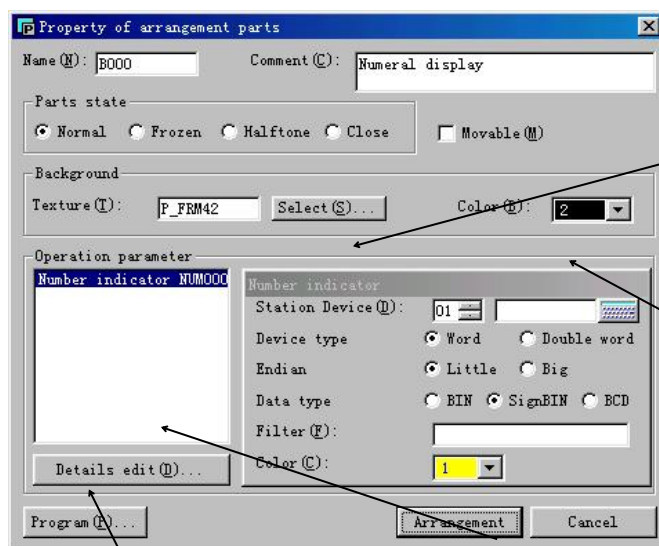 Property of arrangement parts
Name(N): B000 Comment(C): Numeral display
Parts state
Normal Frozen Halftone Close Movable(M)
Background
Texture(T): P_FRM42 Select(S)... Color(B): 2
Operation parameter
Number indicator NUM000
Number indicator
Station Device(D): 01
Device type Word Double word
Endian Little Big
Data type BIN SignBIN BCD
Filter(F):
Color(C): 1
Details edit(D)...
Program(P)... Arrangement Cancel